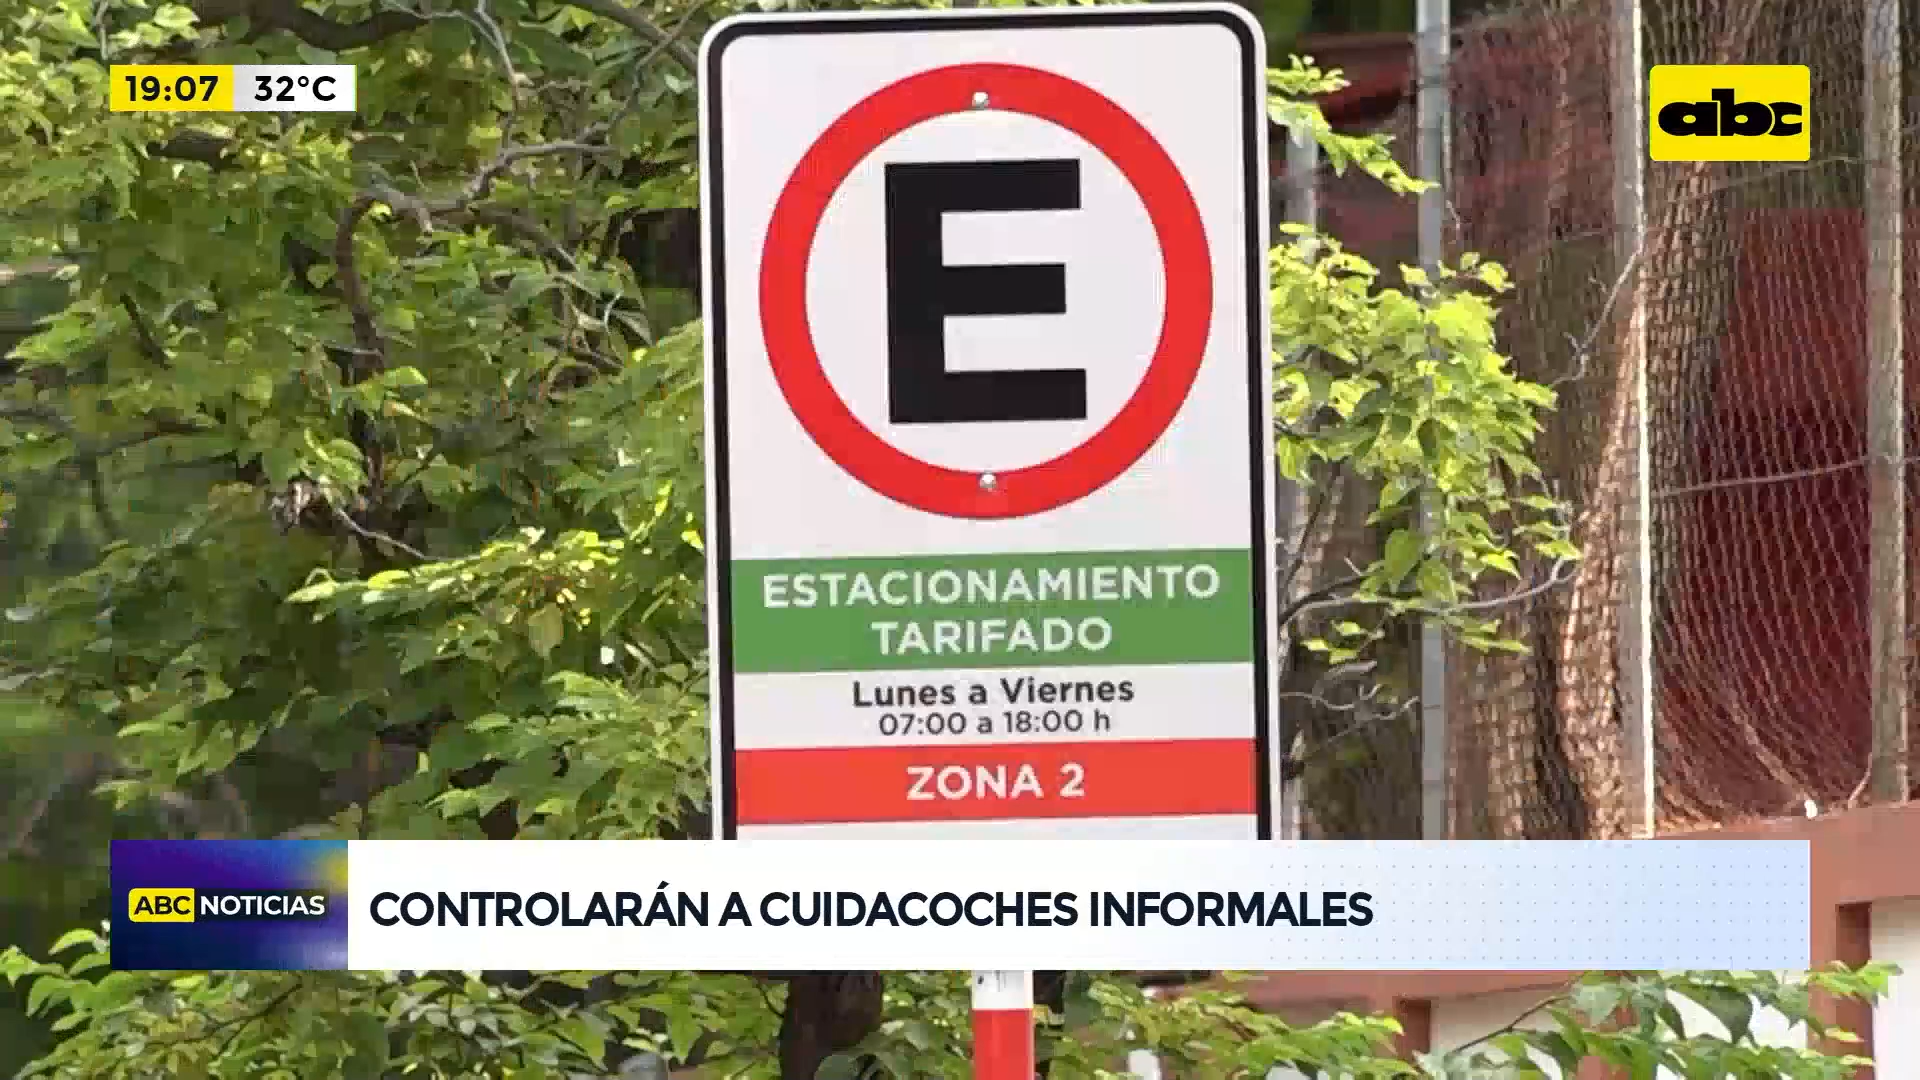 19:07 32°C
abc
E
ESTACIONAMIENTO
TARIFADO
Lunes a Viernes
07:00 a 18:00 h
ZONA 2
ABC NOTICIAS
CONTROLARÁN A CUIDACOCHES INFORMALES